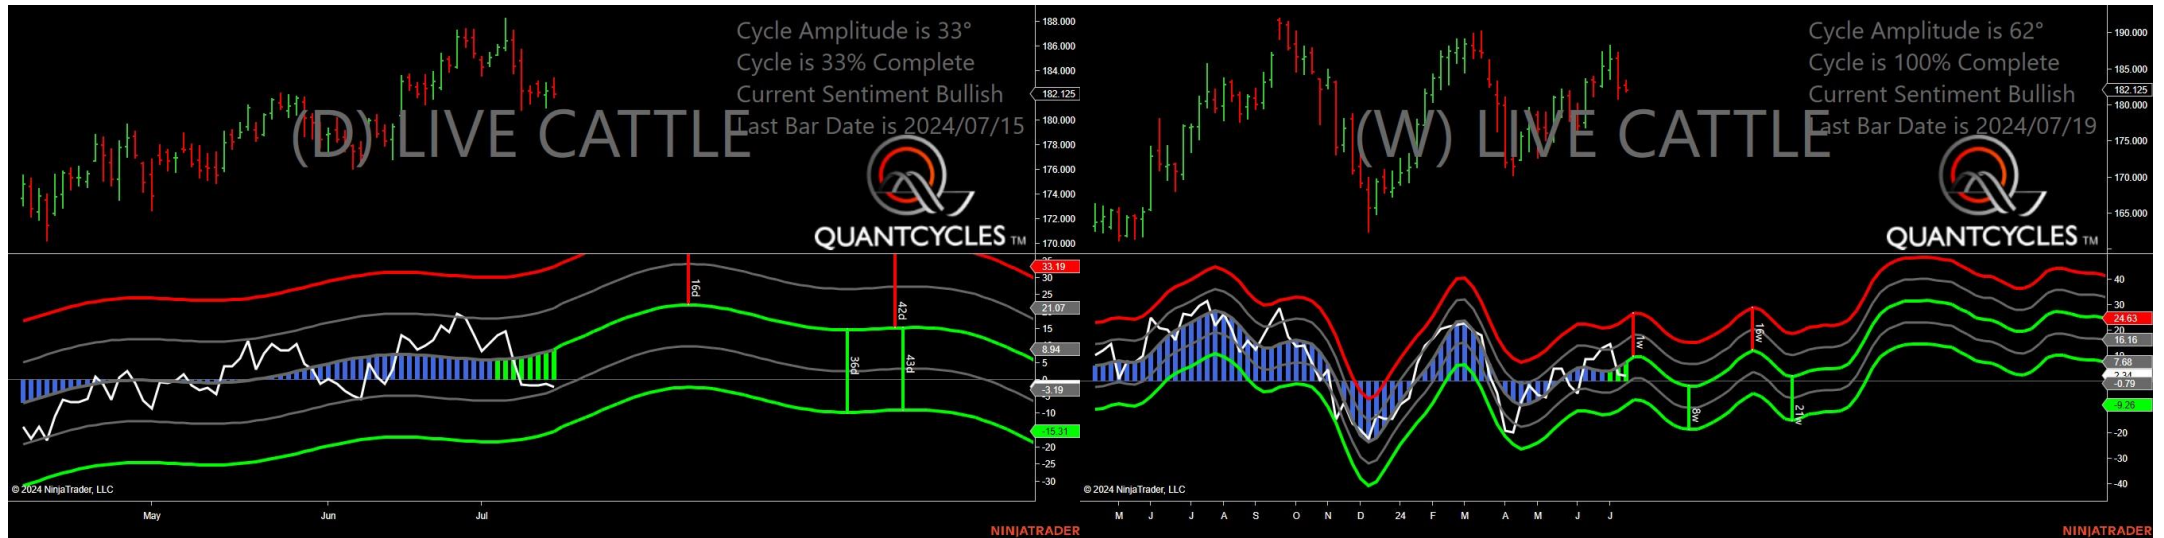 Cycle Amplitude is 33°
Cycle is 33% Complete
Current Sentiment Bullish
Last Bar Date is 2024/07/15
(D) LIVE CATTLE
QUANTCYCLES TM
188.000
186.000
184.000
182.125
180.000
178.000
176.000
174.000
172.000
170.000
33.19
30
25
21.07
15
8.94
5
-3.19
-10
-15.31
-20
-25
-30
16d
42d
36d
43d
© 2024 NinjaTrader, LLC
May Jun Jul
NINJATRADER
Cycle Amplitude is 62°
Cycle is 100% Complete
Current Sentiment Bullish
Last Bar Date is 2024/07/19
(W) LIVE CATTLE
QUANTCYCLES TM
190.000
185.000
182.125
180.000
175.000
170.000
165.000
40
30
24.63
20
16.16
7.68
2.34
-0.79
-9.26
-20
-30
-40
1w
16w
8w
21w
© 2024 NinjaTrader, LLC
M J J A S O N D 24 F M A M J J
NINJATRADER